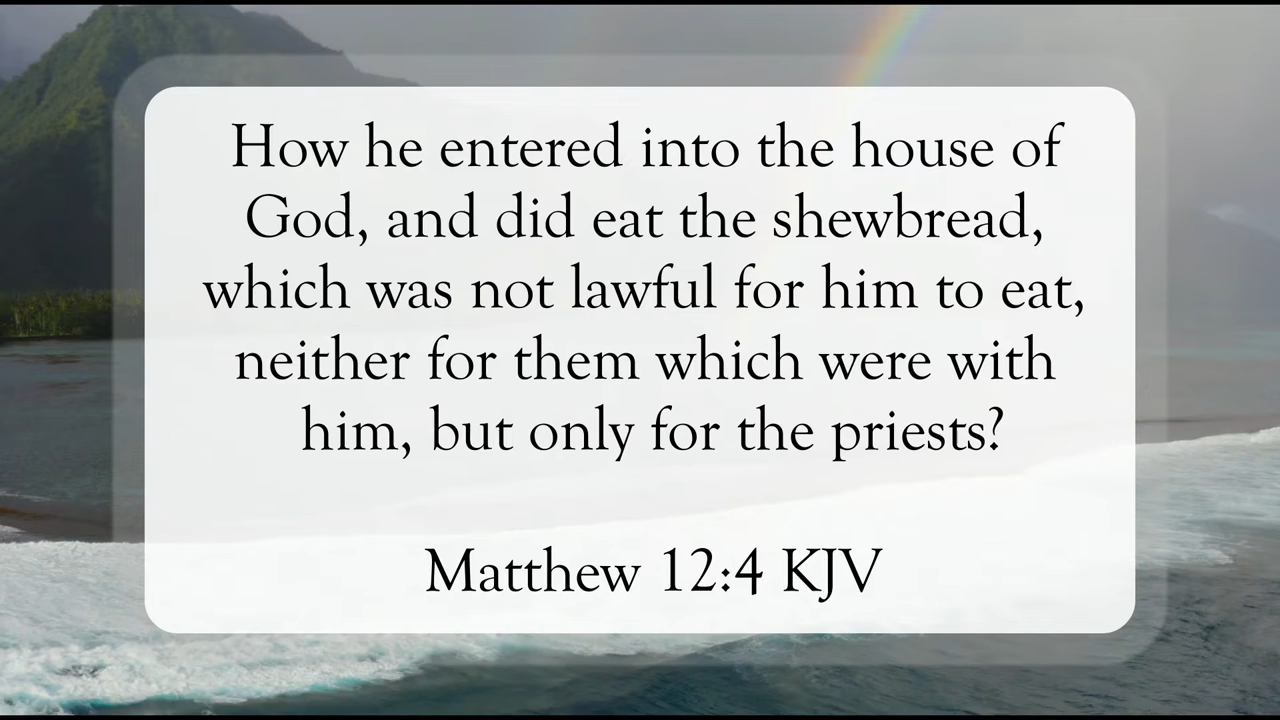 How he entered into the house of
God, and did eat the shewbread,
which was not lawful for him to eat,
neither for them which were with
him, but only for the priests?
Matthew 12:4 KJV